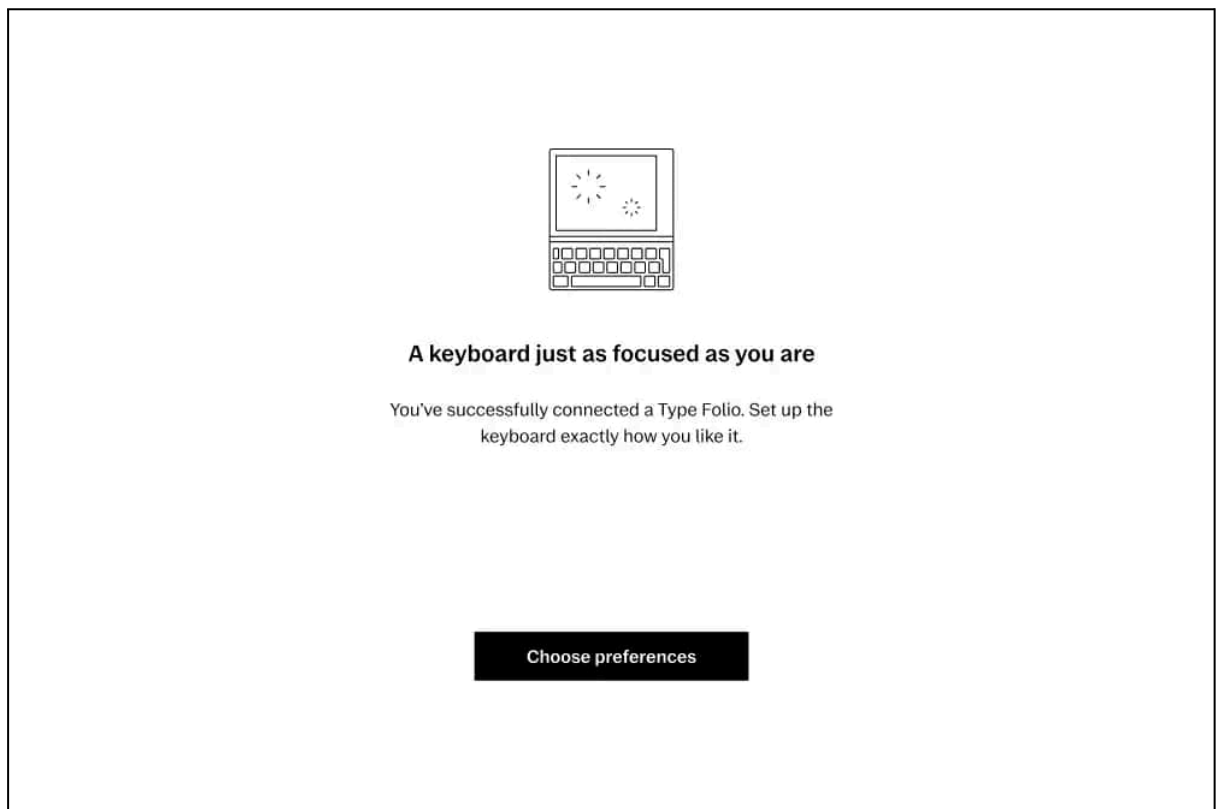 A keyboard just as focused as you are
You've successfully connected a Type Folio. Set up the
keyboard exactly how you like it.
Choose preferences